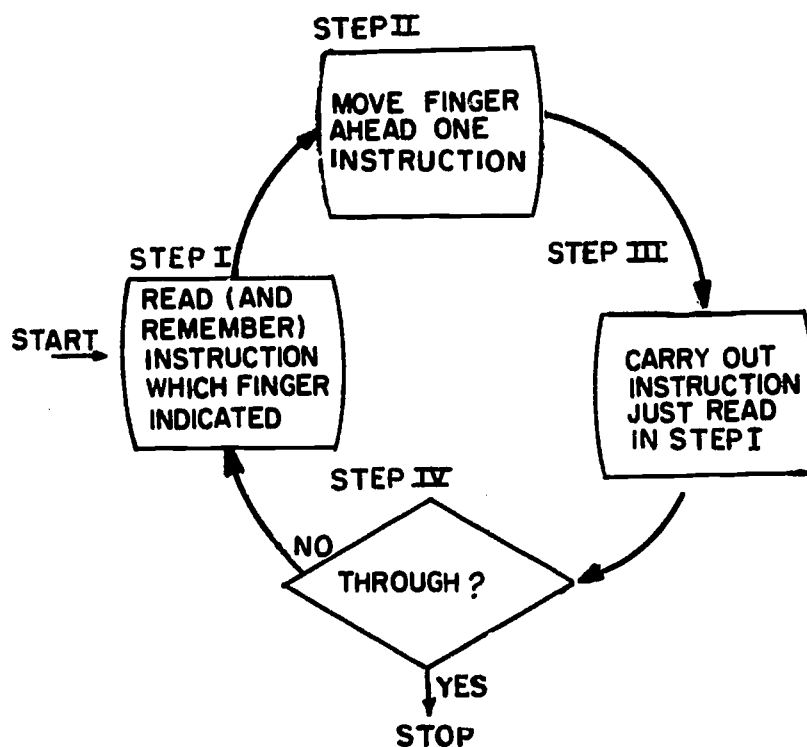 STEP II
MOVE FINGER
AHEAD ONE
INSTRUCTION
STEP I
START
READ (AND
REMEMBER)
INSTRUCTION
WHICH FINGER
INDICATED
STEP III
CARRY OUT
INSTRUCTION
JUST READ
IN STEP I
STEP IV
NO
THROUGH?
YES
STOP